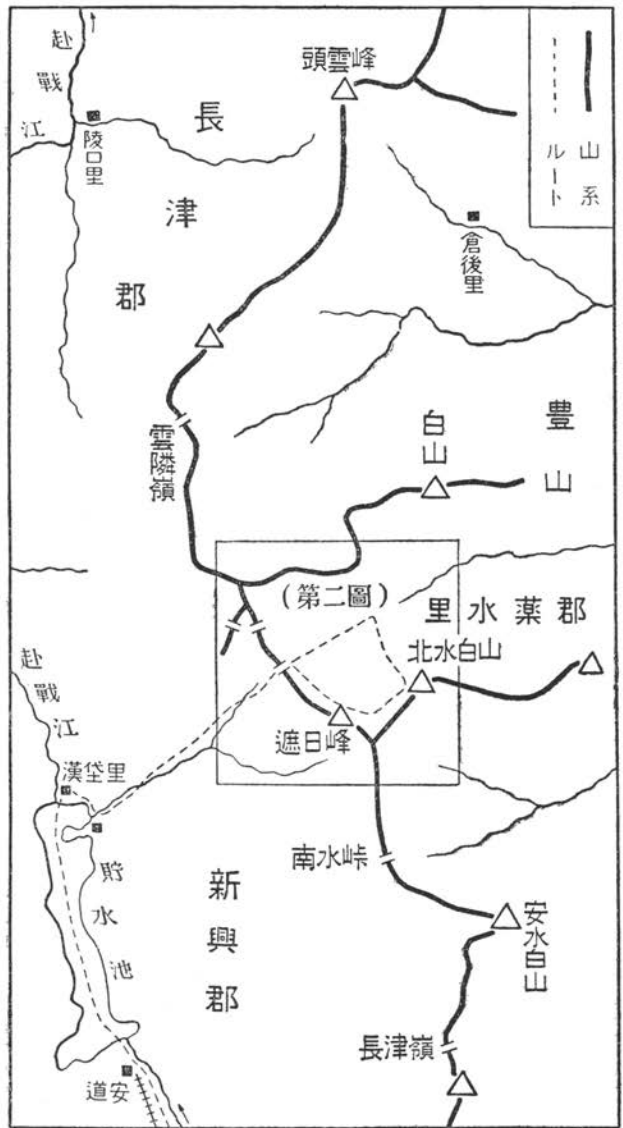 山系
ルート
頭雲峰
赴戰江
陵口里
長津郡
倉後里
雲隣嶺
白山
豊山
(第二圖)
里水薬郡
北水白山
遮日峰
赴戰江
漢垈里
南水峠
貯水池
新興郡
安水白山
長津嶺
道安